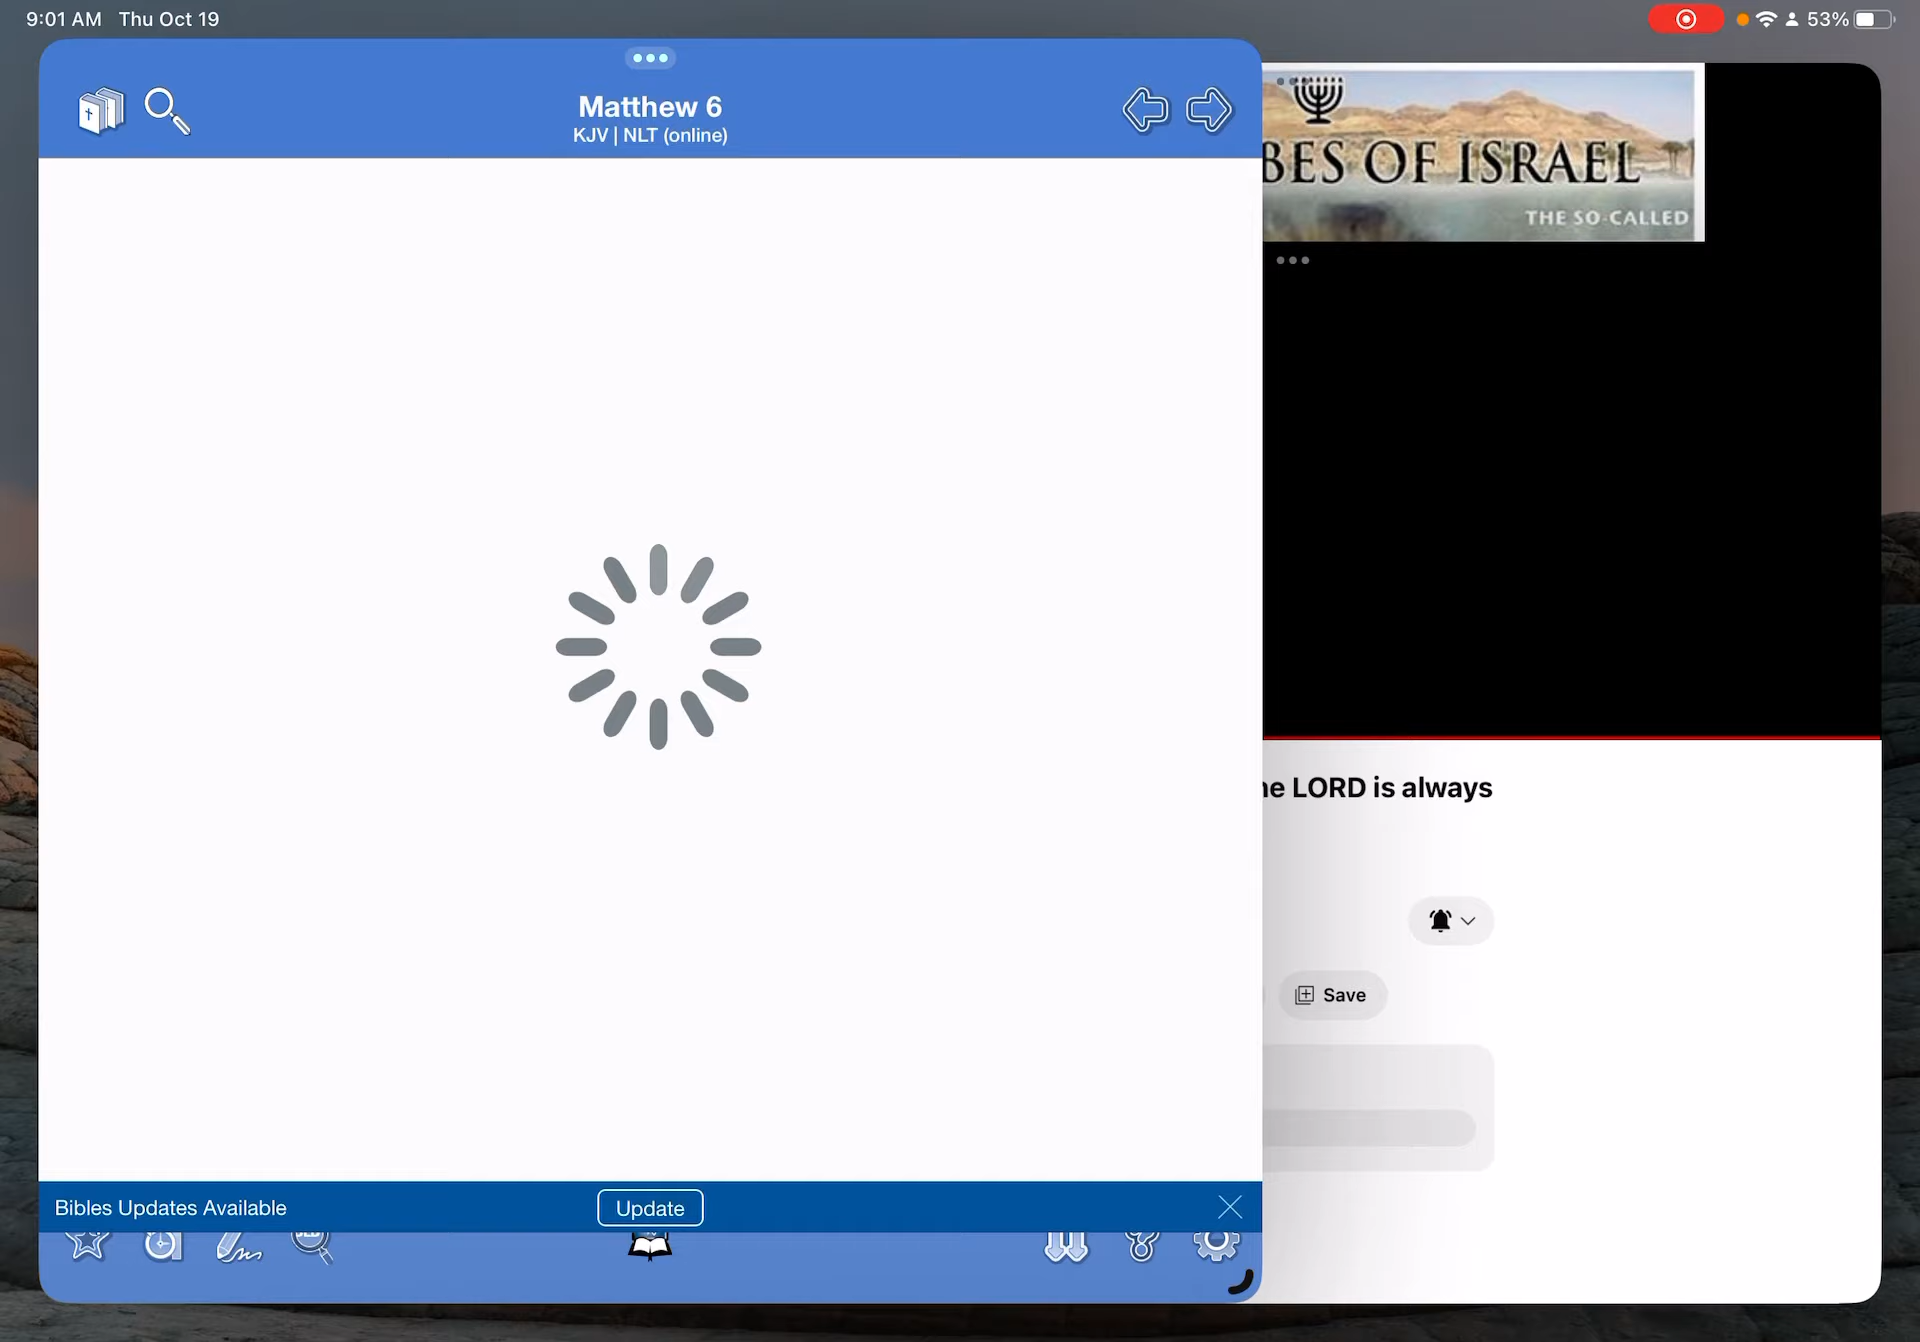 9:01 AM Thu Oct 19
53%
Matthew 6
KJV | NLT (online)
BES OF ISRAEL
THE SO-CALLED
he LORD is always
Save
Bibles Updates Available
Update